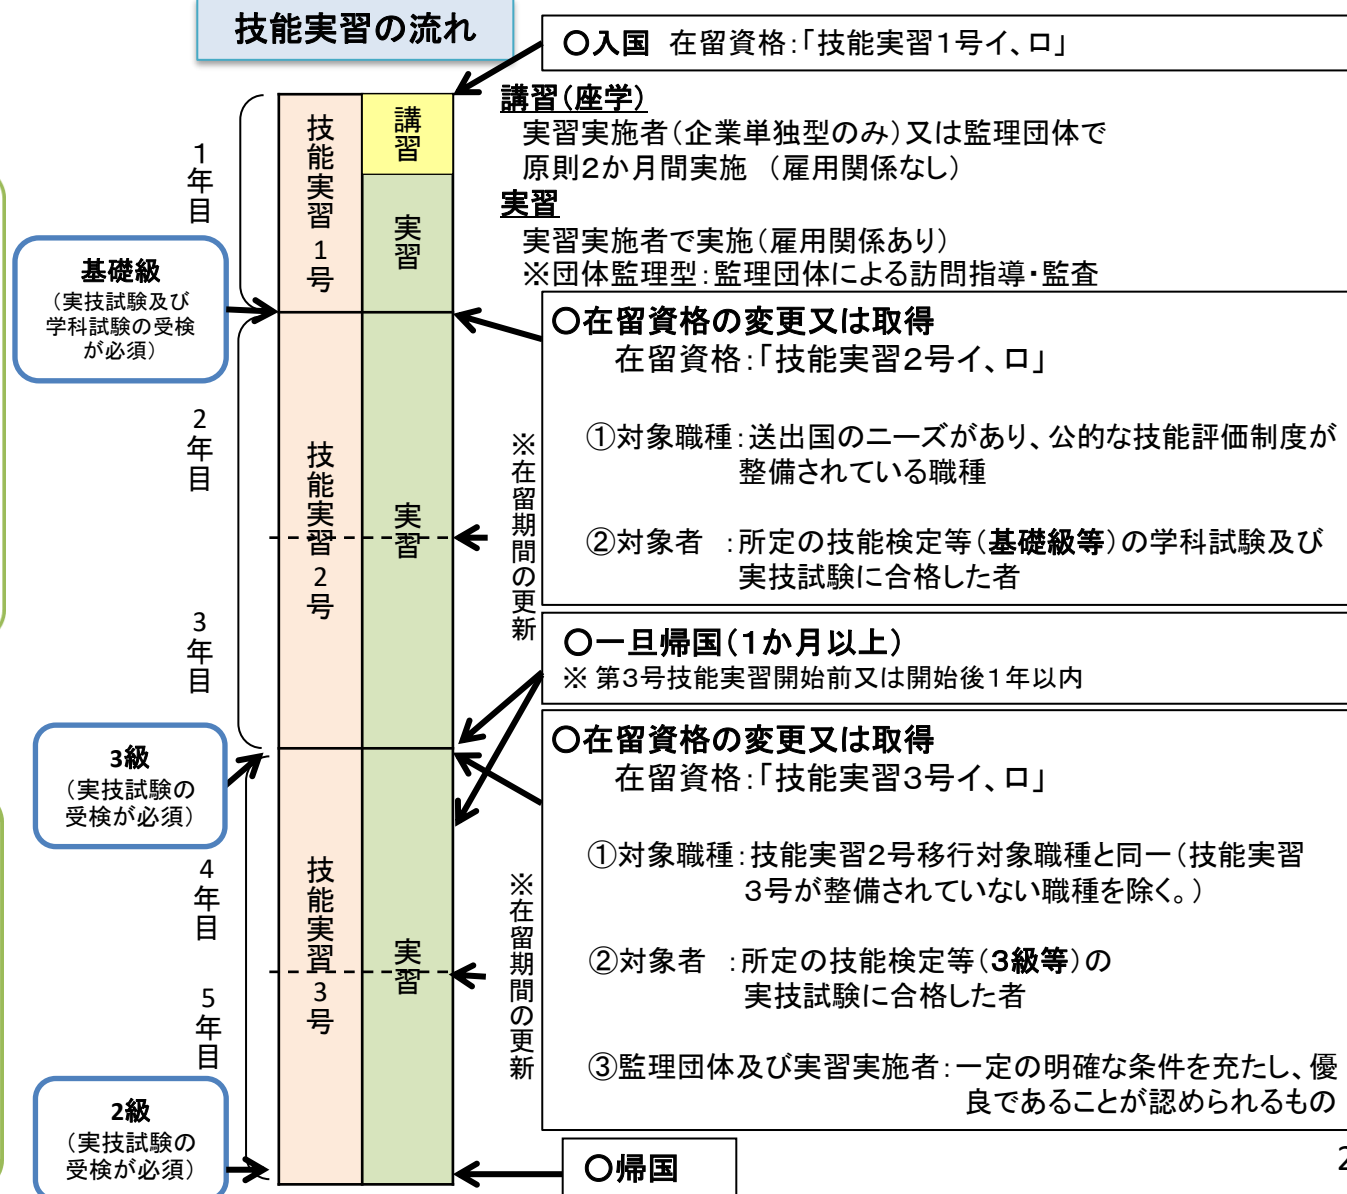 技能実習の流れ
○入国 在留資格:「技能実習1号イ、ロ」
講習(座学)
実習実施者(企業単独型のみ)又は監理団体で
原則2か月間実施 (雇用関係なし)
実習
実習実施者で実施(雇用関係あり)
※団体監理型:監理団体による訪問指導・監査
1年目
技能実習1号
講習
実習
基礎級
(実技試験及び
学科試験の受検
が必須)
○在留資格の変更又は取得
在留資格:「技能実習2号イ、ロ」
①対象職種:送出国のニーズがあり、公的な技能評価制度が
整備されている職種
②対象者 :所定の技能検定等(基礎級等)の学科試験及び
実技試験に合格した者
2年目
技能実習2号
実習
※在留期間の更新
3年目
○一旦帰国(1か月以上)
※ 第3号技能実習開始前又は開始後1年以内
3級
(実技試験の
受検が必須)
○在留資格の変更又は取得
在留資格:「技能実習3号イ、ロ」
①対象職種:技能実習2号移行対象職種と同一(技能実習
3号が整備されていない職種を除く。)
②対象者 :所定の技能検定等(3級等)の
実技試験に合格した者
③監理団体及び実習実施者:一定の明確な条件を充たし、優
良であることが認められるもの
4年目
技能実習3号
実習
※在留期間の更新
5年目
2級
(実技試験の
受検が必須)
○帰国
2